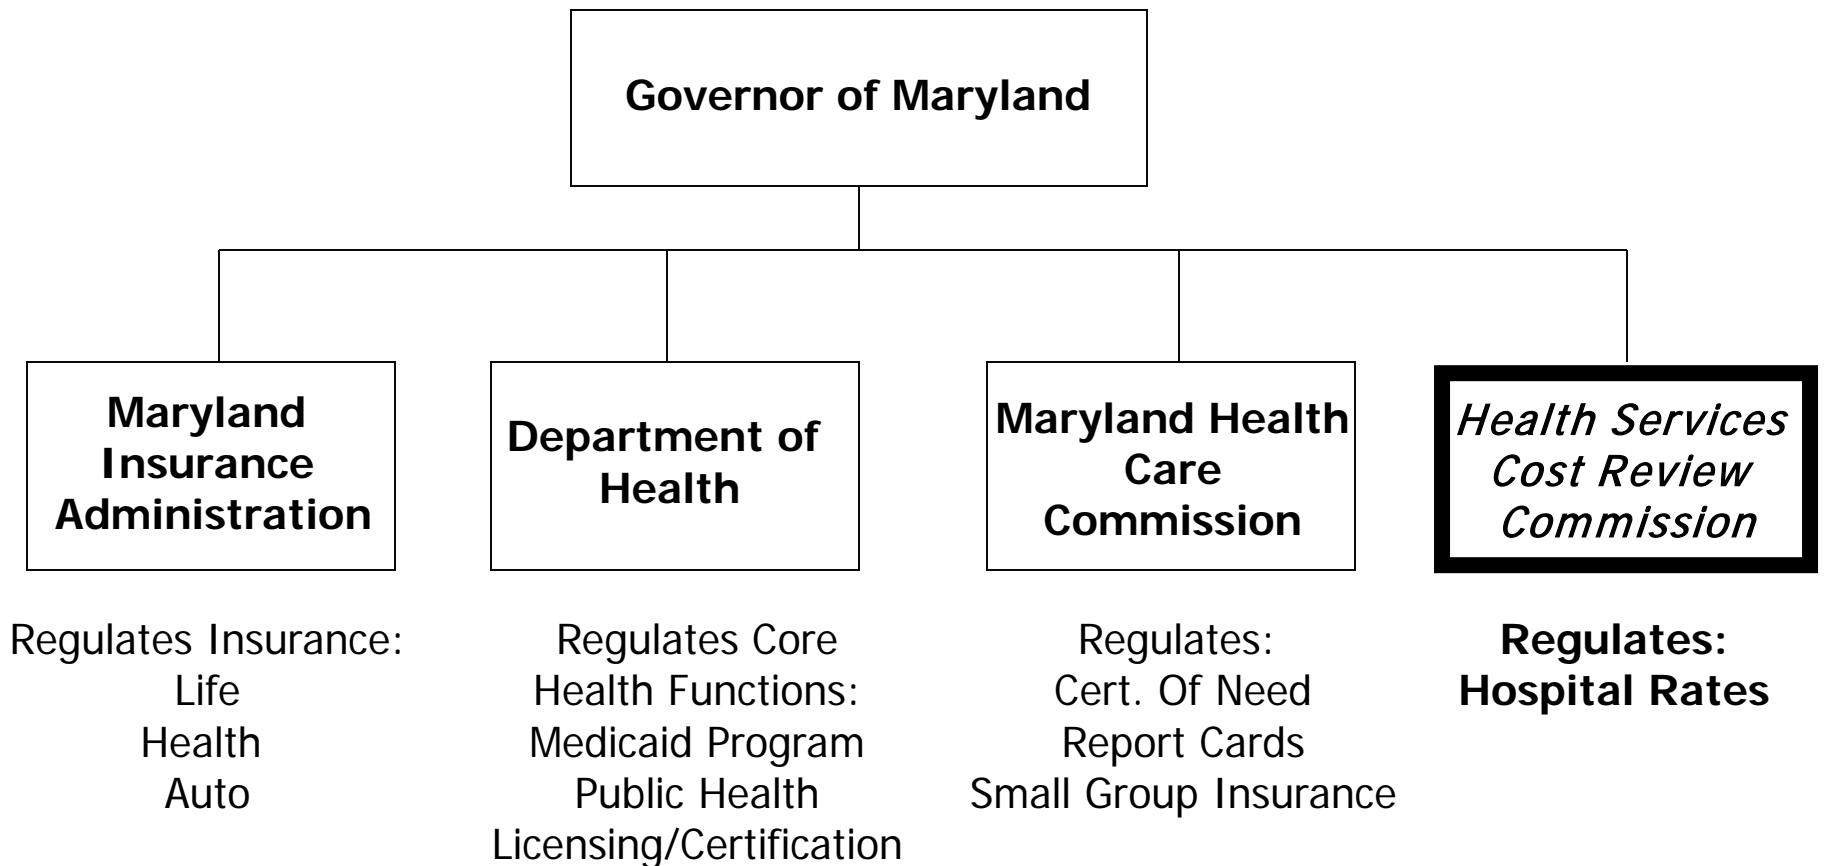 Governor of Maryland
Maryland
Insurance
Administration
Department of
Health
Maryland Health
Care
Commission
Health Services
Cost Review
Commission
Regulates Insurance:
Life
Health
Auto
Regulates Core
Health Functions:
Medicaid Program
Public Health
Licensing/Certification
Regulates:
Cert. Of Need
Report Cards
Small Group Insurance
Regulates:
Hospital Rates